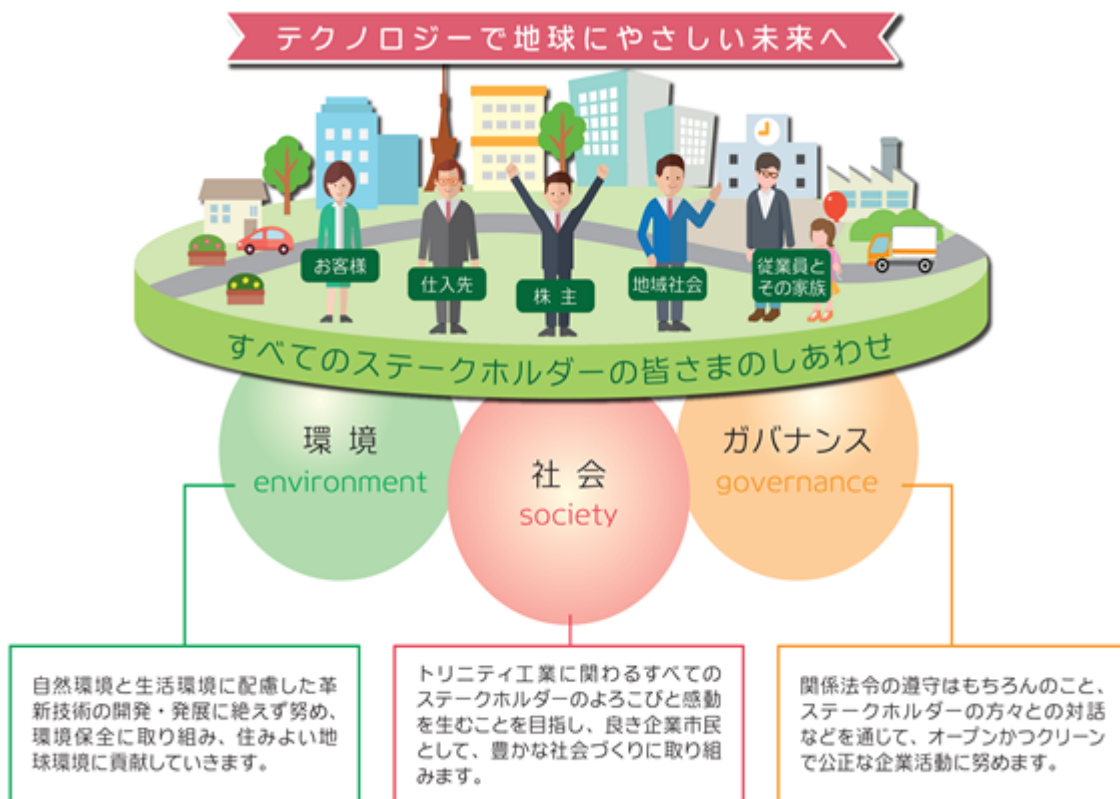 テクノロジーで地球にやさしい未来へ
お客様
仕入先
株主
地域社会
従業員と
その家族
すべてのステークホルダーの皆さまのしあわせ
環境
environment
社会
society
ガバナンス
governance
自然環境と生活環境に配慮した革
新技術の開発・発展に絶えず努め、
環境保全に取り組み、住みよい地
球環境に貢献していきます。
トリニティ工業に関わるすべての
ステークホルダーのよろこびと感動
を生むことを目指し、良き企業市民
として、豊かな社会づくりに取り組
みます。
関係法令の遵守はもちろんのこと、
ステークホルダーの方々との対話
などを通じて、オープンかつクリーン
で公正な企業活動に努めます。